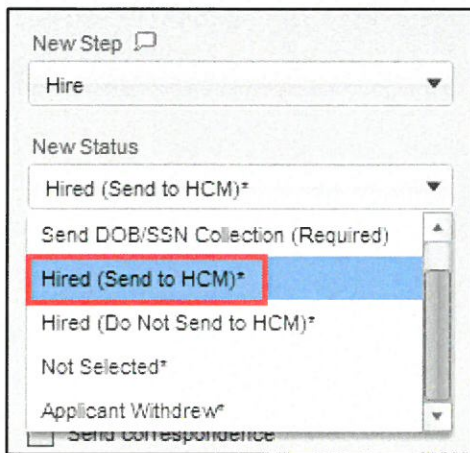 New Step
Hire
New Status
Hired (Send to HCM)*
Send DOB/SSN Collection (Required)
Hired (Send to HCM)*
Hired (Do Not Send to HCM)*
Not Selected*
Applicant Withdrew*
Send correspondence